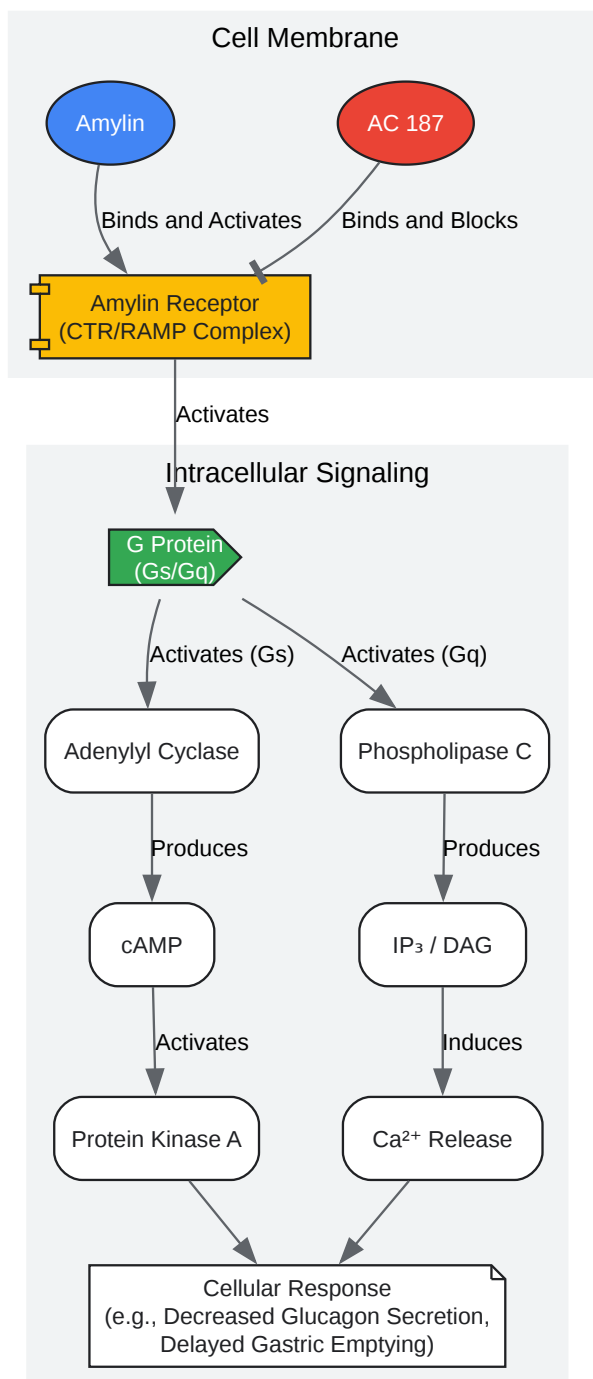 Cell Membrane
Amylin
AC 187
Binds and Activates
Binds and Blocks
Amylin Receptor
(CTR/RAMP Complex)
Activates
Intracellular Signaling
G Protein
(Gs/Gq)
Activates (Gs)
Activates (Gq)
Adenylyl Cyclase
Phospholipase C
Produces
Produces
cAMP
IP₃ / DAG
Activates
Induces
Protein Kinase A
Ca²⁺ Release
Cellular Response
(e.g., Decreased Glucagon Secretion,
Delayed Gastric Emptying)